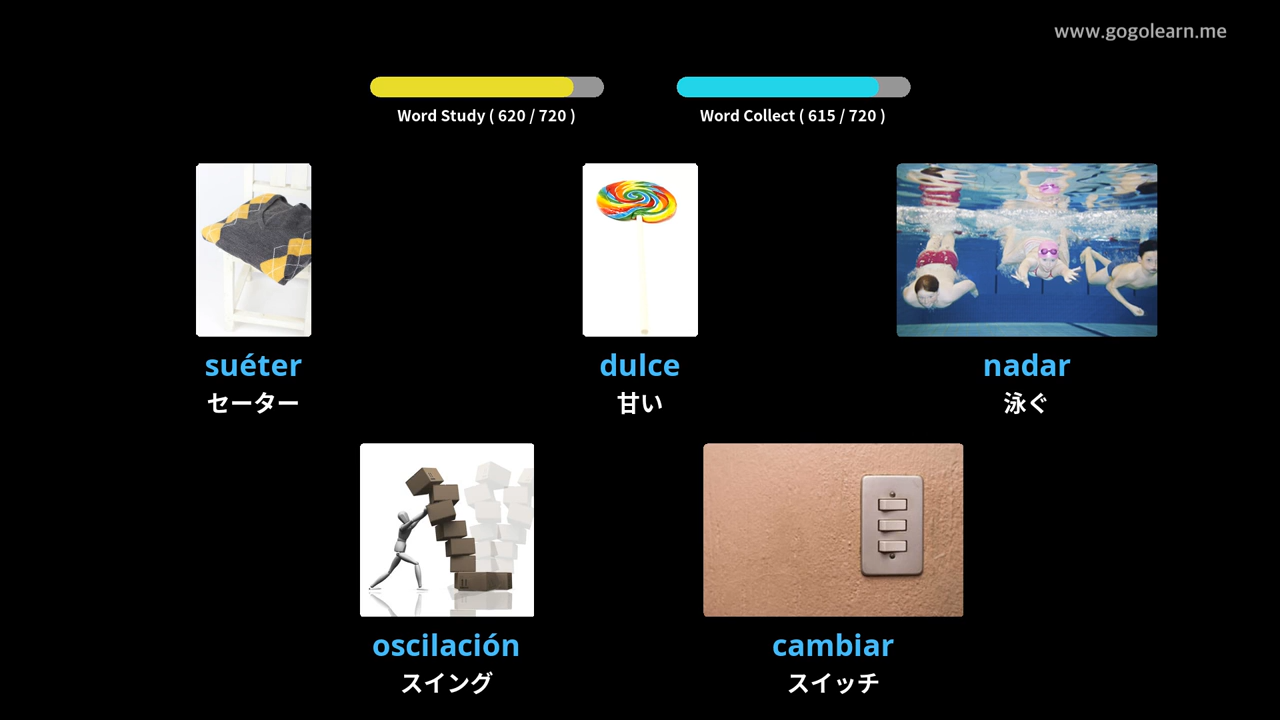 www.gogolearn.me
Word Study ( 620 / 720 )
Word Collect ( 615 / 720 )
suéter
セーター
dulce
甘い
nadar
泳ぐ
oscilación
スイング
cambiar
スイッチ